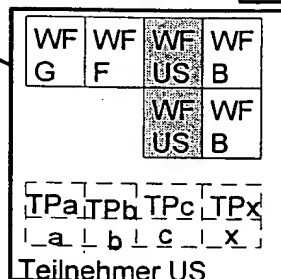 WF WF WF WF
G F US B
WF WF
US B
TPa TPb TPc TPx
a b c x
Teilnehmer US